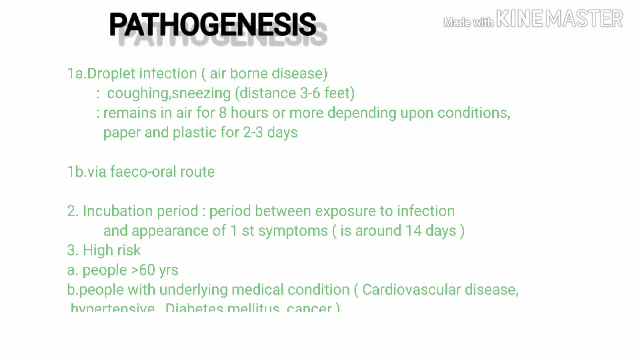 PATHOGENESIS
Made with KINEMASTER
1a.Droplet infection ( air borne disease)
: coughing,sneezing (distance 3-6 feet)
: remains in air for 8 hours or more depending upon conditions,
paper and plastic for 2-3 days
1b.via faeco-oral route
2. Incubation period : period between exposure to infection
and appearance of 1 st symptoms ( is around 14 days )
3. High risk
a. people >60 yrs
b.people with underlying medical condition ( Cardiovascular disease,
hypertensive , Diabetes mellitus, cancer )